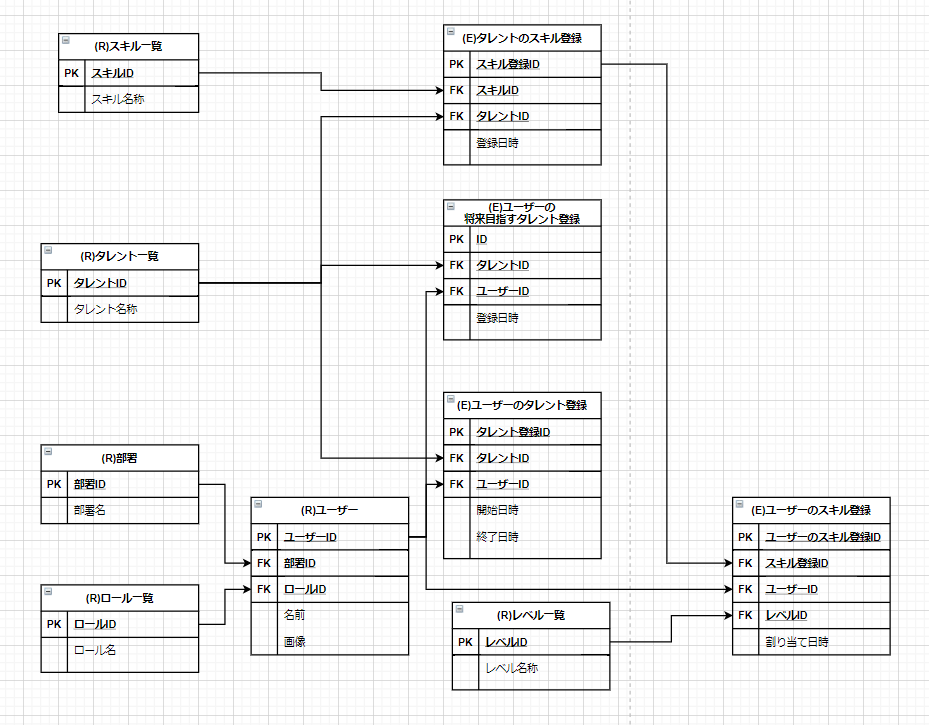 (R)スキル一覧
PK スキルID
スキル名称
(E)タレントのスキル登録
PK スキル登録ID
FK スキルID
FK タレントID
登録日時
(E)ユーザーの
将来目指すタレント登録
PK ID
FK タレントID
FK ユーザーID
登録日時
(R)タレント一覧
PK タレントID
タレント名称
(E)ユーザーのタレント登録
PK タレント登録ID
FK タレントID
FK ユーザーID
開始日時
終了日時
(R)部署
PK 部署ID
部署名
(R)ユーザー
PK ユーザーID
FK 部署ID
FK ロールID
名前
画像
(E)ユーザーのスキル登録
PK ユーザーのスキル登録ID
FK スキル登録ID
FK ユーザーID
FK レベルID
割り当て日時
(R)ロール一覧
PK ロールID
ロール名
(R)レベル一覧
PK レベルID
レベル名称